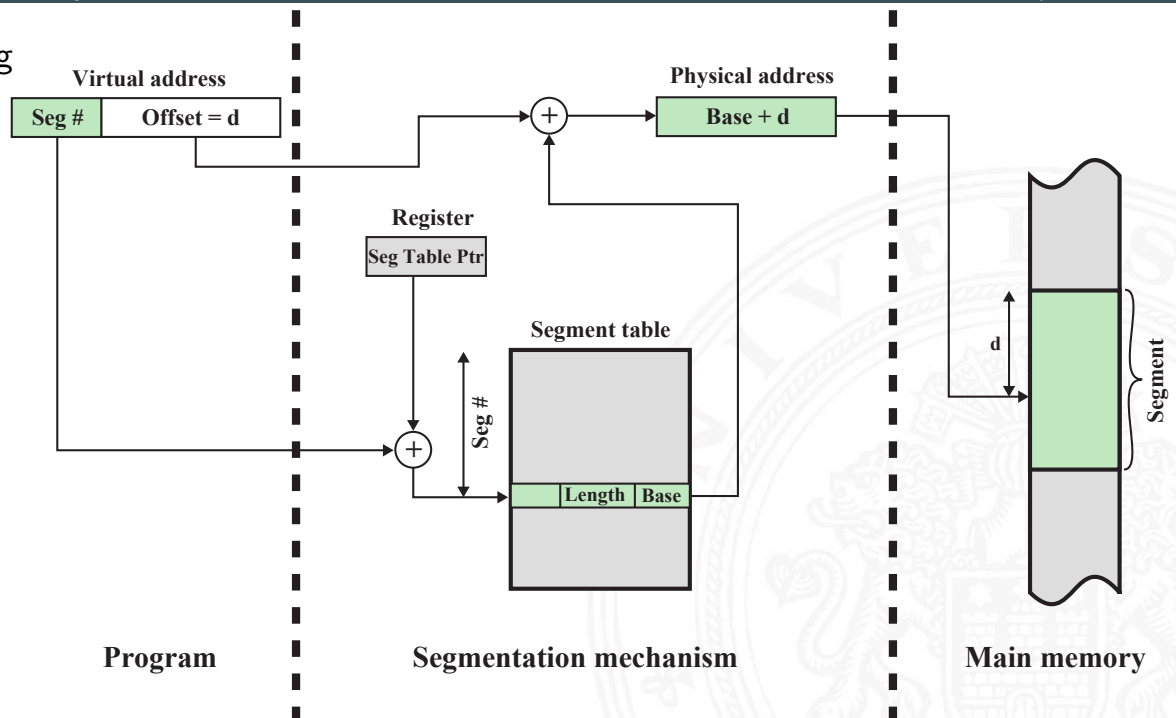 g
Virtual address
Seg #
Offset = d
Physical address
Base + d
Register
Seg Table Ptr
Segment table
Seg #
Length
Base
d
Segment
Program
Segmentation mechanism
Main memory